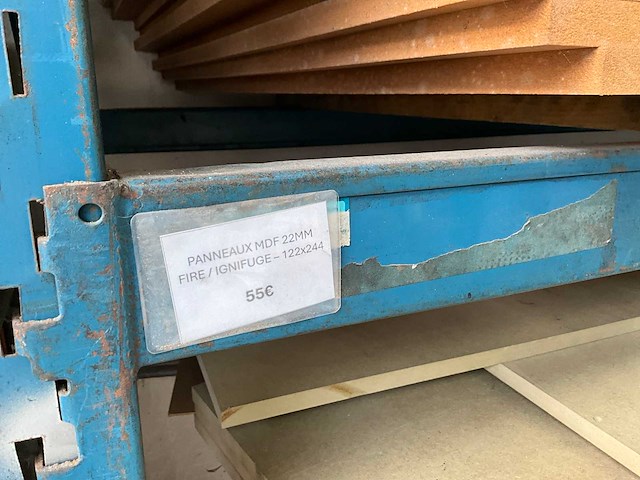 PANNEAUX MDF 22MM
FIRE / IGNIFUGE – 122x244
55€